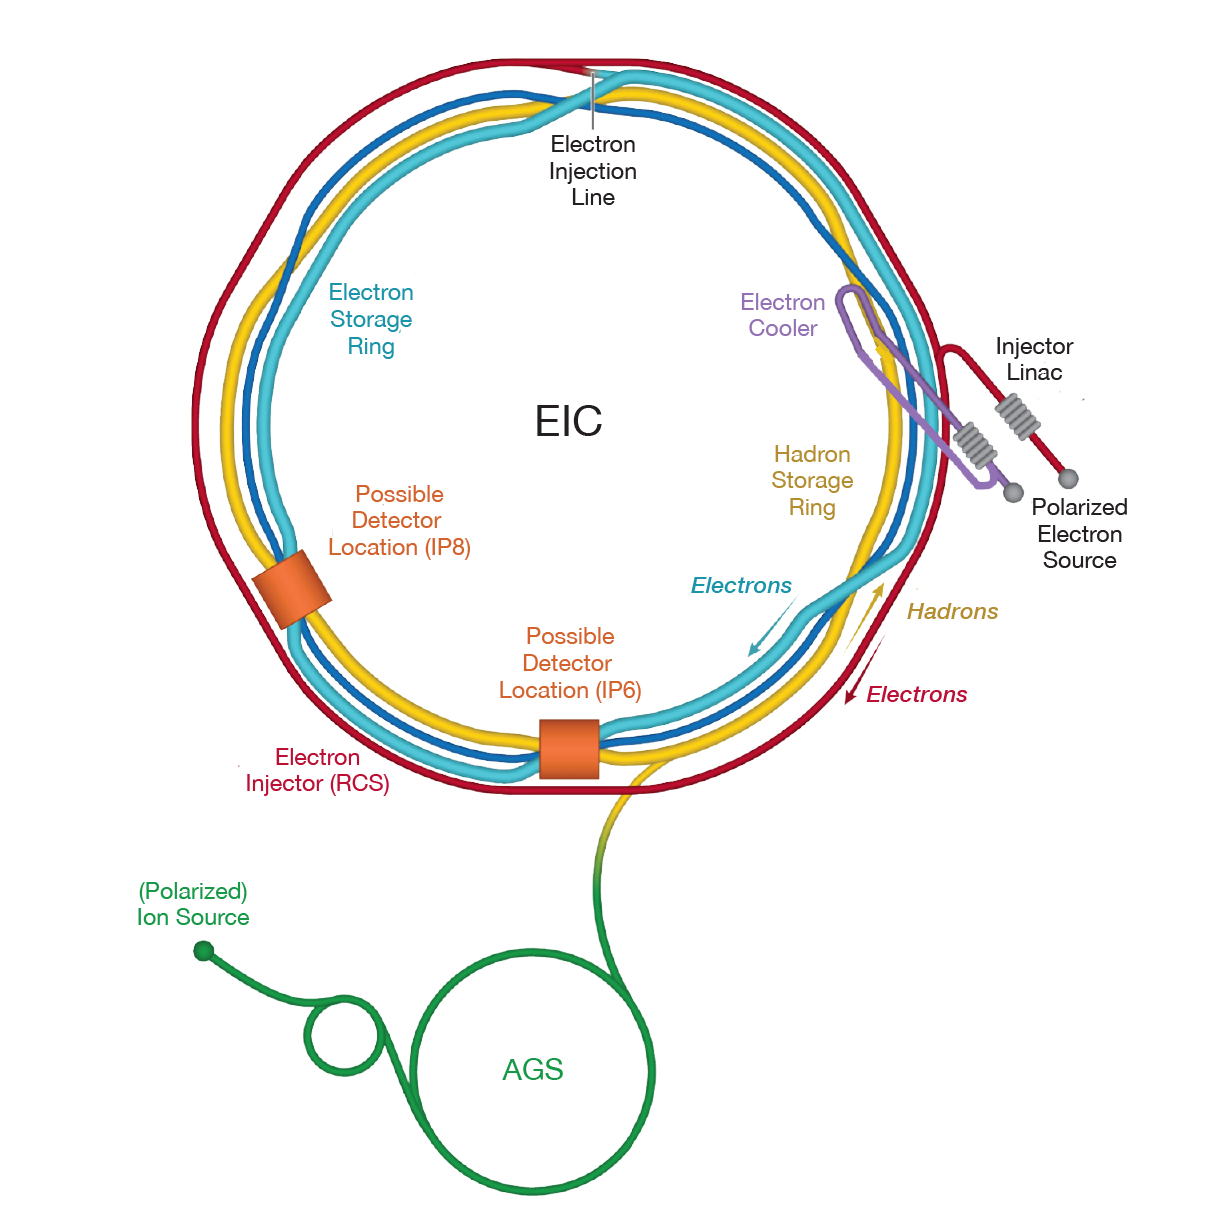 Electron
Injection
Line
Electron
Storage
Ring
Electron
Cooler
Injector
Linac
EIC
Hadron
Storage
Ring
Possible
Detector
Location (IP8)
Polarized
Electron
Source
Electrons
Hadrons
Possible
Detector
Location (IP6)
Electrons
Electron
Injector (RCS)
(Polarized)
Ion Source
AGS